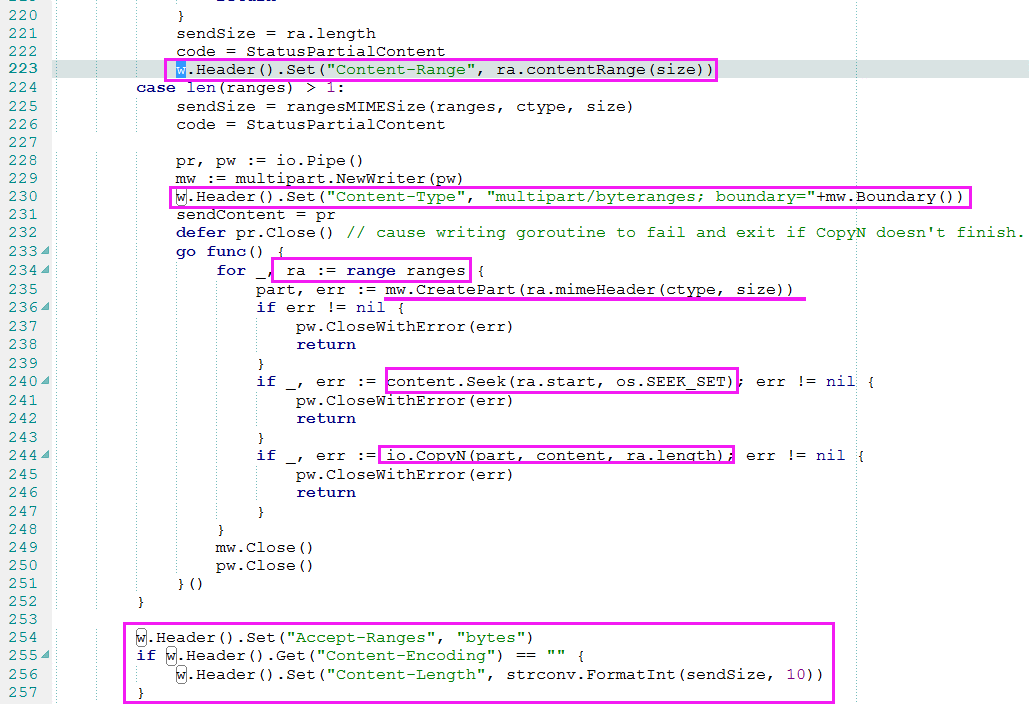 220 }
221 sendSize = ra.length
222 code = StatusPartialContent
223 w.Header().Set("Content-Range", ra.contentRange(size))
224 case len(ranges) > 1:
225 sendSize = rangesMIMESize(ranges, ctype, size)
226 code = StatusPartialContent
227
228 pr, pw := io.Pipe()
229 mw := multipart.NewWriter(pw)
230 w.Header().Set("Content-Type", "multipart/byteranges; boundary="+mw.Boundary())
231 sendContent = pr
232 defer pr.Close() // cause writing goroutine to fail and exit if CopyN doesn't finish.
233 go func() {
234 for _, ra := range ranges {
235 part, err := mw.CreatePart(ra.mimeHeader(ctype, size))
236 if err != nil {
237 pw.CloseWithError(err)
238 return
239 }
240 if _, err := content.Seek(ra.start, os.SEEK_SET); err != nil {
241 pw.CloseWithError(err)
242 return
243 }
244 if _, err := io.CopyN(part, content, ra.length); err != nil {
245 pw.CloseWithError(err)
246 return
247 }
248 }
249 mw.Close()
250 pw.Close()
251 }()
252 }
253
254 w.Header().Set("Accept-Ranges", "bytes")
255 if w.Header().Get("Content-Encoding") == "" {
256 w.Header().Set("Content-Length", strconv.FormatInt(sendSize, 10))
257 }